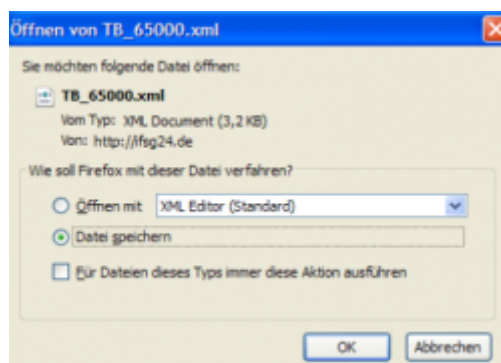 Öffnen von TB_65000.xml
Sie möchten folgende Datei öffnen:
TB_65000.xml
Vom Typ: XML Document (3,2 KB)
Von: http://ifsg24.de
Wie soll Firefox mit dieser Datei verfahren?
Öffnen mit XML Editor (Standard)
Datei speichern
Für Dateien dieses Typs immer diese Aktion ausführen
OK Abbrechen